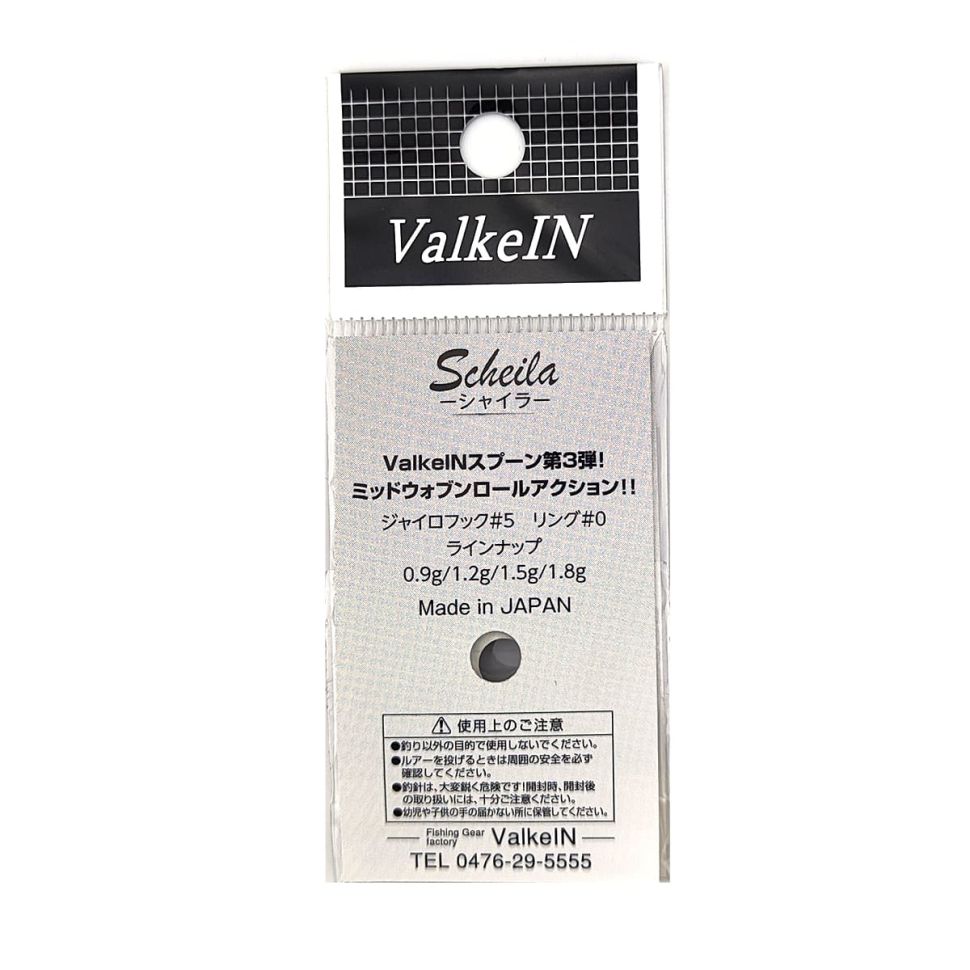 ValkeIN
Scheila
ーシャイラー
ValkeINスプーン第3弾!
ミッドウォブンロールアクション!!
ジャイロフック#5 リング#0
ラインナップ
0.9g/1.2g/1.5g/1.8g
Made in JAPAN
⚠ 使用上のご注意
●釣り以外の目的で使用しないでください。
●ルアーを投げるときは周囲の安全を必ず
確認してください。
●釣針は、大変鋭く危険です!開封時、開封後
の取り扱いには、十分ご注意ください。
●幼児や子供の手の届かない所に保管してください。
Fishing Gear factory ValkeIN
TEL 0476-29-5555